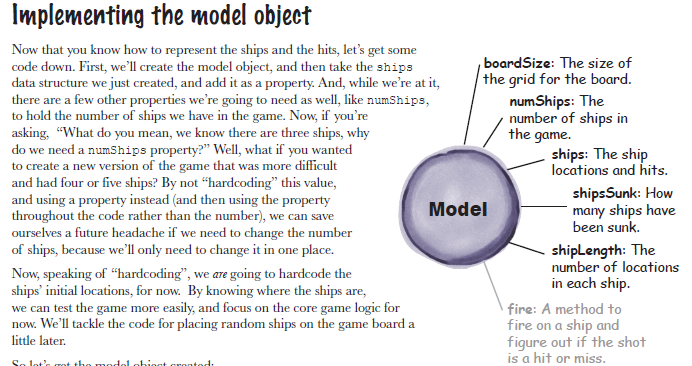 Implementing the model object
Now that you know how to represent the ships and the hits, let's get some
code down. First, we'll create the model object, and then take the ships
data structure we just created, and add it as a property. And, while we're at it,
there are a few other properties we're going to need as well, like numShips,
to hold the number of ships we have in the game. Now, if you're
asking, “What do you mean, we know there are three ships, why
do we need a numShips property?” Well, what if you wanted
to create a new version of the game that was more difficult
and had four or five ships? By not “hardcoding” this value,
and using a property instead (and then using the property
throughout the code rather than the number), we can save
ourselves a future headache if we need to change the number
of ships, because we'll only need to change it in one place.
Now, speaking of “hardcoding”, we are going to hardcode the
ships' initial locations, for now. By knowing where the ships are,
we can test the game more easily, and focus on the core game logic for
now. We'll tackle the code for placing random ships on the game board a
little later.
So let's get the model object created:
boardSize: The size of
the grid for the board.
numShips: The
number of ships in
the game.
ships: The ship
locations and hits.
shipsSunk: How
many ships have
been sunk.
shipLength: The
number of locations
in each ship.
fire: A method to
fire on a ship and
figure out if the shot
is a hit or miss.
Model